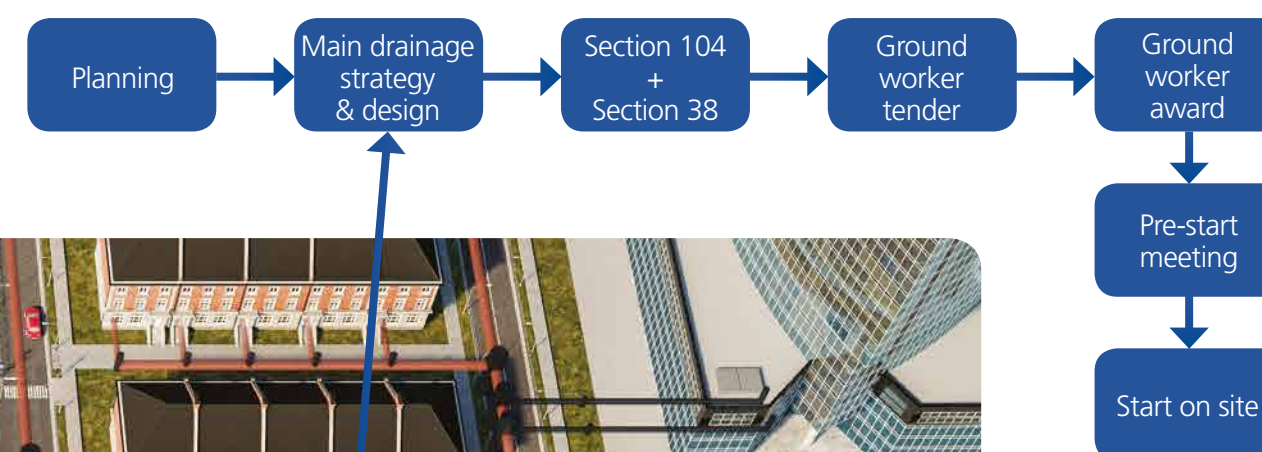 Planning
Main drainage
strategy
& design
Section 104
+
Section 38
Ground
worker
tender
Ground
worker
award
Pre-start
meeting
Start on site